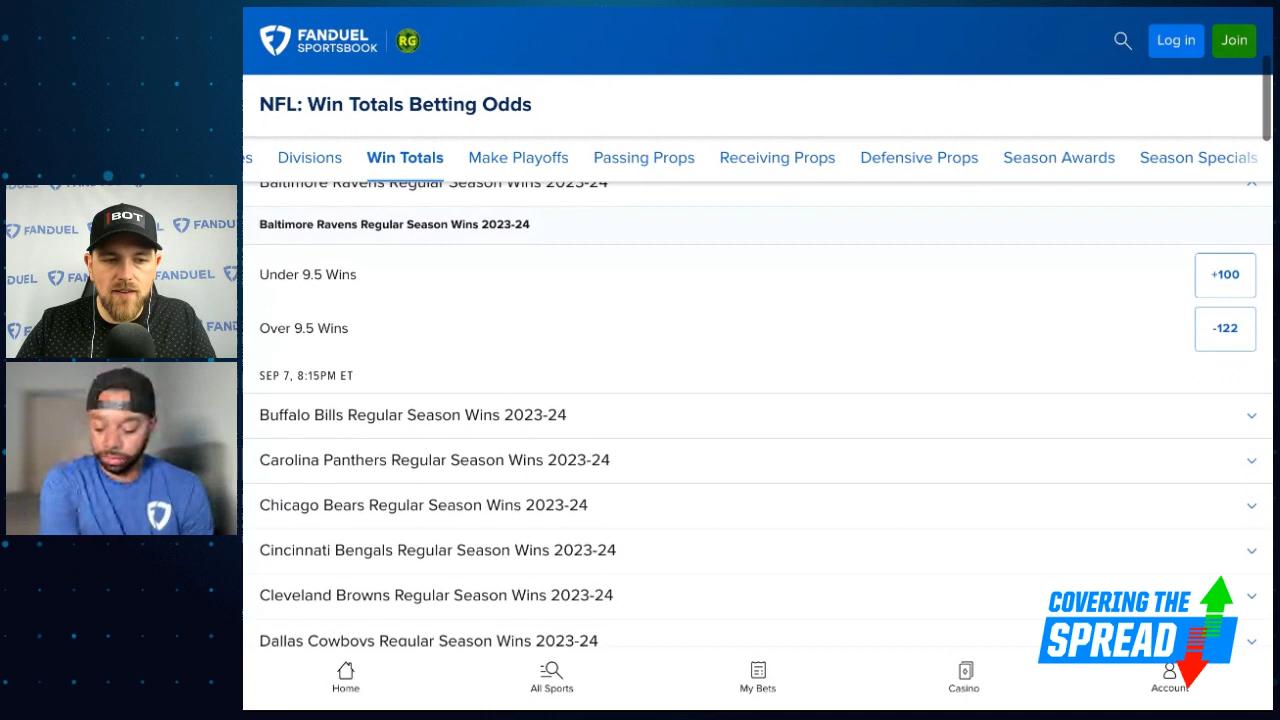 FANDUEL
SPORTSBOOK
RG
Log in
Join
NFL: Win Totals Betting Odds
s
Divisions
Win Totals
Make Playoffs
Passing Props
Receiving Props
Defensive Props
Season Awards
Season Specials
Baltimore Ravens Regular Season Wins 2023-24
Baltimore Ravens Regular Season Wins 2023-24
Under 9.5 Wins
+100
Over 9.5 Wins
-122
SEP 7, 8:15PM ET
Buffalo Bills Regular Season Wins 2023-24
Carolina Panthers Regular Season Wins 2023-24
Chicago Bears Regular Season Wins 2023-24
Cincinnati Bengals Regular Season Wins 2023-24
Cleveland Browns Regular Season Wins 2023-24
Dallas Cowboys Regular Season Wins 2023-24
Home
All Sports
My Bets
Casino
Account
COVERING THE
SPREAD
BOT
FANDU
FANDUEL
DUEL
FAN
FANDUEL
FAN